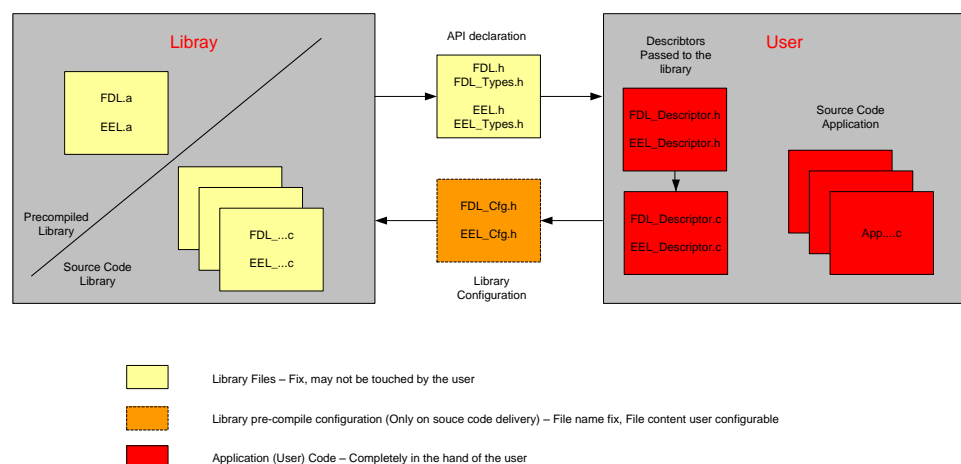 Libray
FDL.a
EEL.a
Precompiled
Library
Source Code
Library
FDL_...c
EEL_...c
API declaration
FDL.h
FDL_Types.h
EEL.h
EEL_Types.h
FDL_Cfg.h
EEL_Cfg.h
Library
Configuration
User
Describtors
Passed to the
library
FDL_Descriptor.h
EEL_Descriptor.h
FDL_Descriptor.c
EEL_Descriptor.c
Source Code
Application
App....c
Library Files – Fix, may not be touched by the user
Library pre-compile configuration (Only on souce code delivery) – File name fix, File content user configurable
Application (User) Code – Completely in the hand of the user